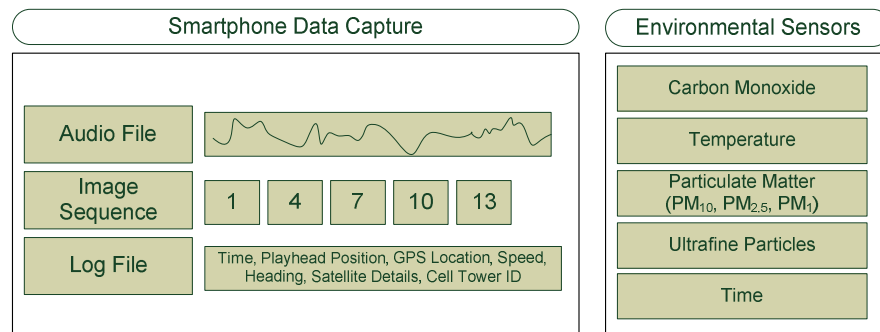 Smartphone Data Capture
Audio File
Image
Sequence
1 4 7 10 13
Log File
Time, Playhead Position, GPS Location, Speed,
Heading, Satellite Details, Cell Tower ID
Environmental Sensors
Carbon Monoxide
Temperature
Particulate Matter
(PM₁₀, PM₂.₅, PM₁)
Ultrafine Particles
Time